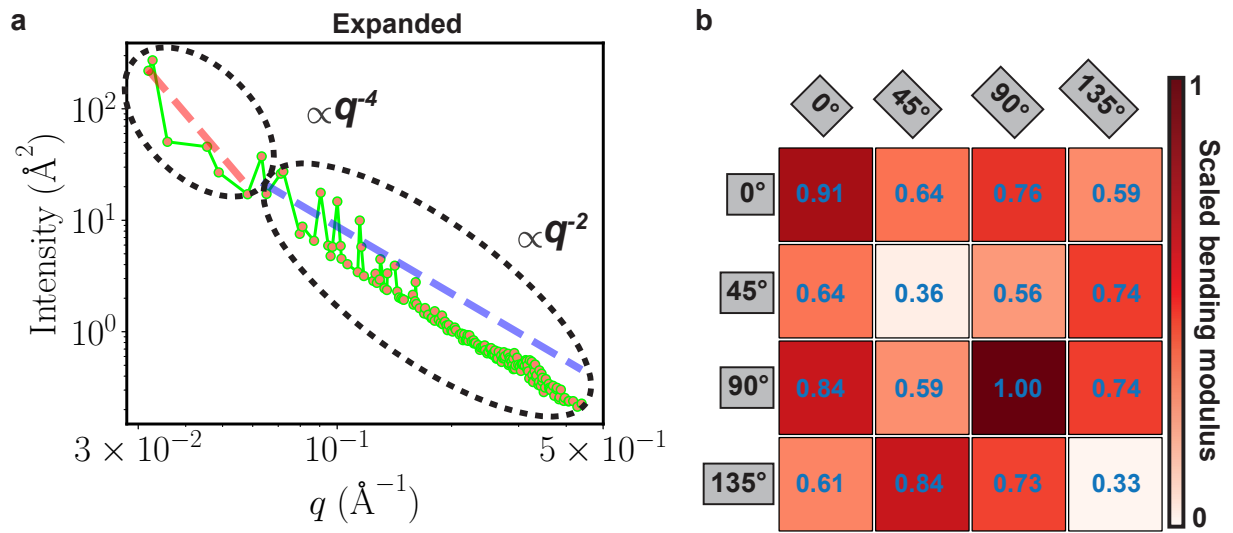 a
Expanded
Intensity (Å²)
10²
10¹
10⁰
∝q⁻⁴
∝q⁻²
3 × 10⁻²
10⁻¹
5 × 10⁻¹
q (Å⁻¹)
b
0° 45° 90° 135°
0° 0.91 0.64 0.76 0.59
45° 0.64 0.36 0.56 0.74
90° 0.84 0.59 1.00 0.74
135° 0.61 0.84 0.73 0.33
1
Scaled bending modulus
0